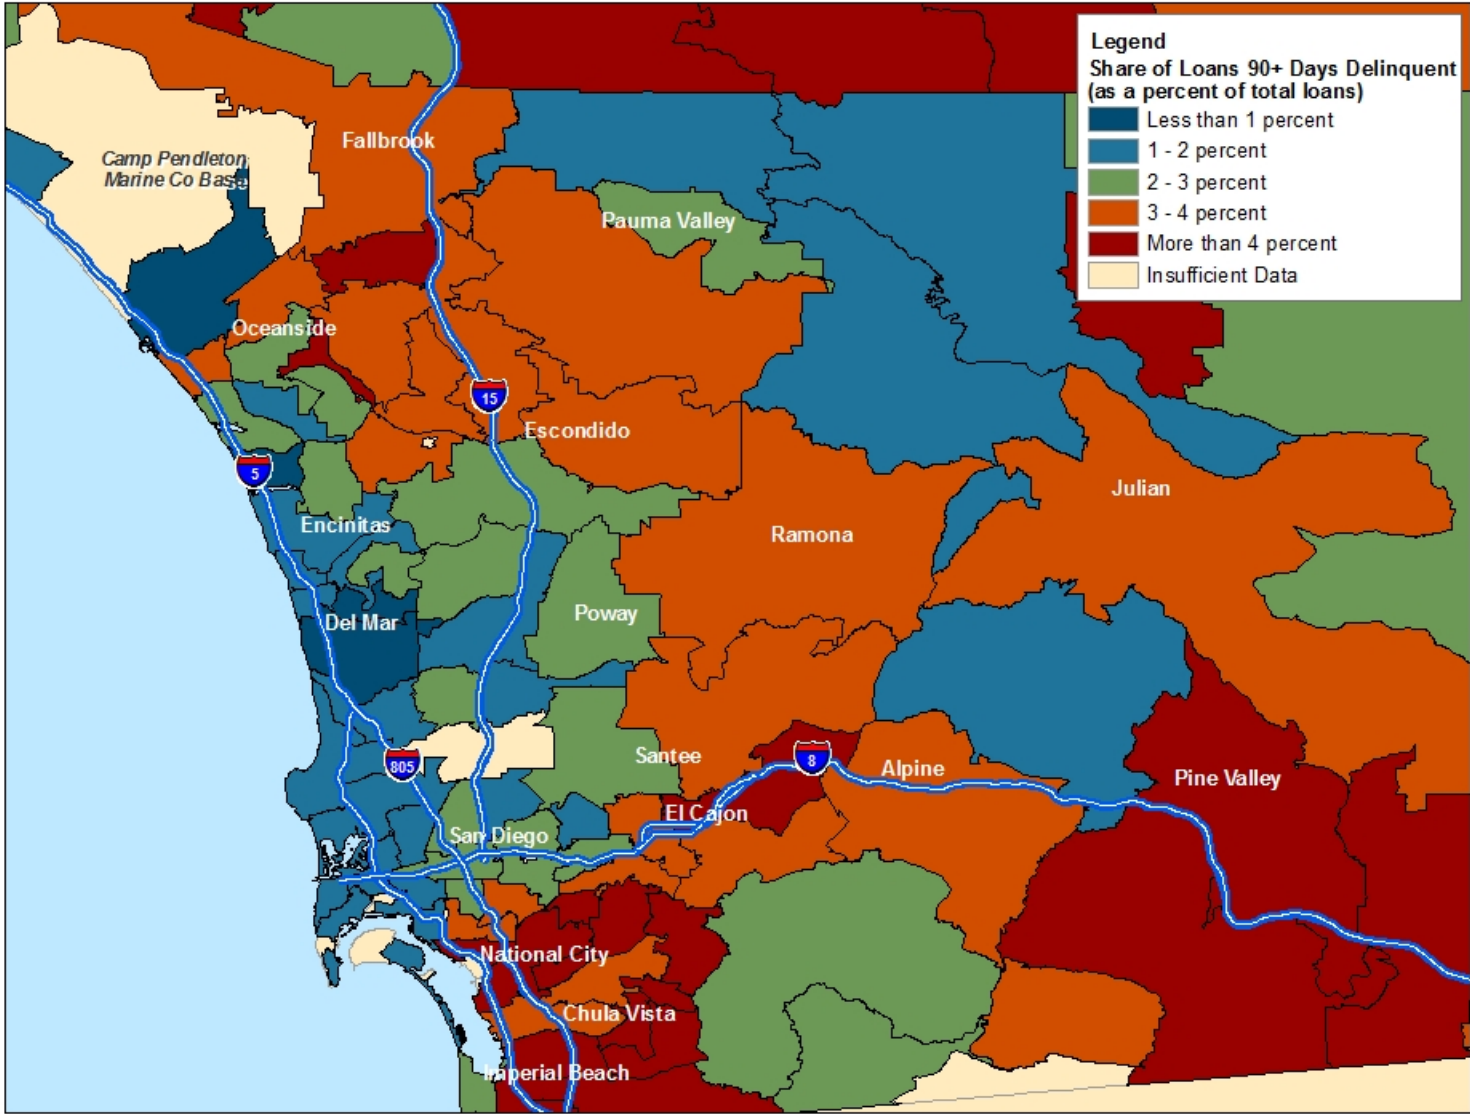 Legend
Share of Loans 90+ Days Delinquent
(as a percent of total loans)
Less than 1 percent
1 - 2 percent
2 - 3 percent
3 - 4 percent
More than 4 percent
Insufficient Data
Fallbrook
Camp Pendleton
Marine Co Base
Pauma Valley
Oceanside
15
Escondido
5
Julian
Encinitas
Ramona
Del Mar
Poway
Santee
805
8
Alpine
Pine Valley
El Cajon
San Diego
National City
Chula Vista
Imperial Beach